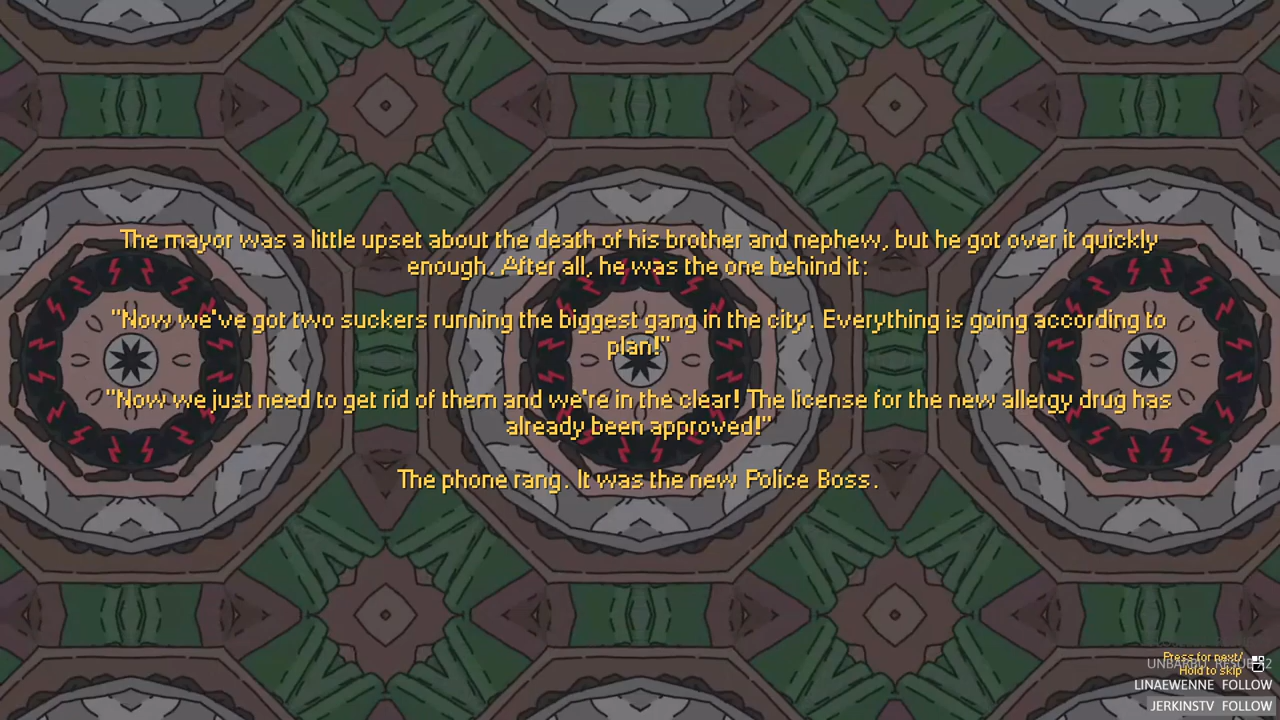 The mayor was a little upset about the death of his brother and nephew, but he got over it quickly
enough. After all, he was the one behind it:
"Now we've got two suckers running the biggest gang in the city. Everything is going according to
plan!"
"Now we just need to get rid of them and we're in the clear! The license for the new allergy drug has
already been approved!"
The phone rang. It was the new Police Boss.
Press for next/
Hold to skip
LINAEWENNE FOLLOW
JERKINSTV FOLLOW